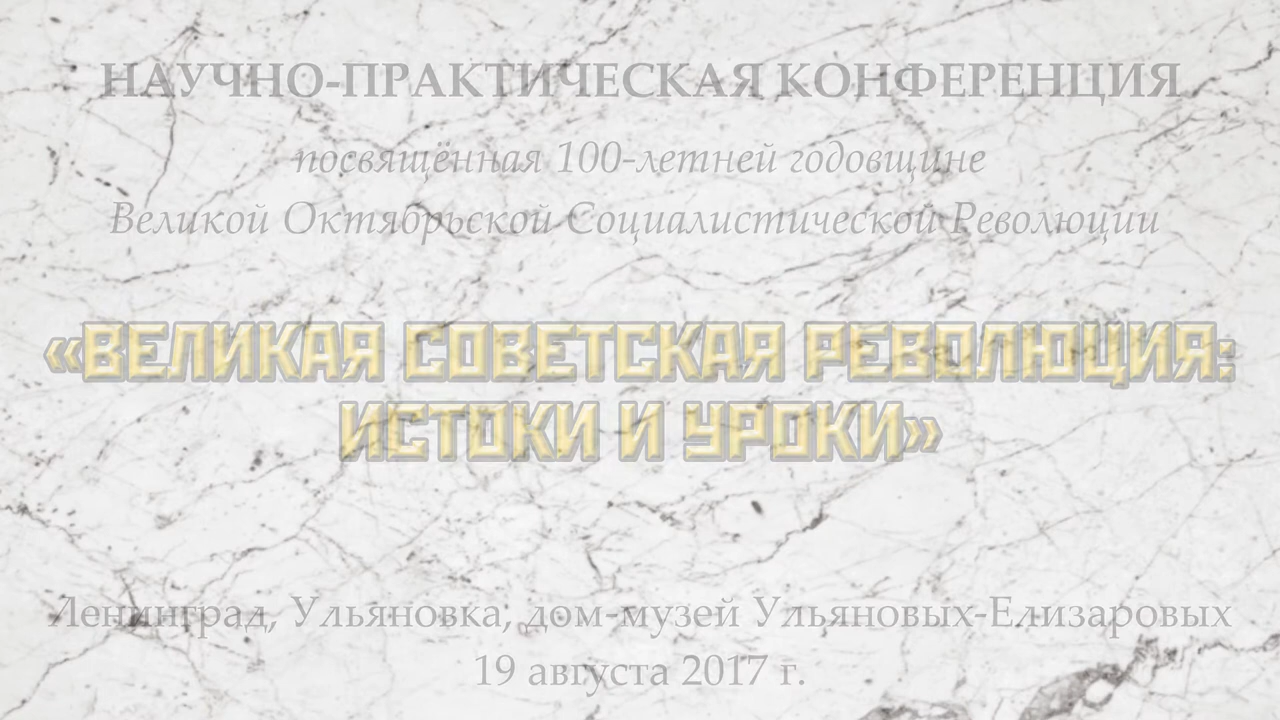 НАУЧНО-ПРАКТИЧЕСКАЯ КОНФЕРЕНЦИЯ
посвящённая 100-летней годовщине
Великой Октябрьской Социалистической Революции
«ВЕЛИКАЯ СОВЕТСКАЯ РЕВОЛЮЦИЯ:
ИСТОКИ И УРОКИ»
Ленинград, Ульяновка, дом-музей Ульяновых-Елизаровых
19 августа 2017 г.